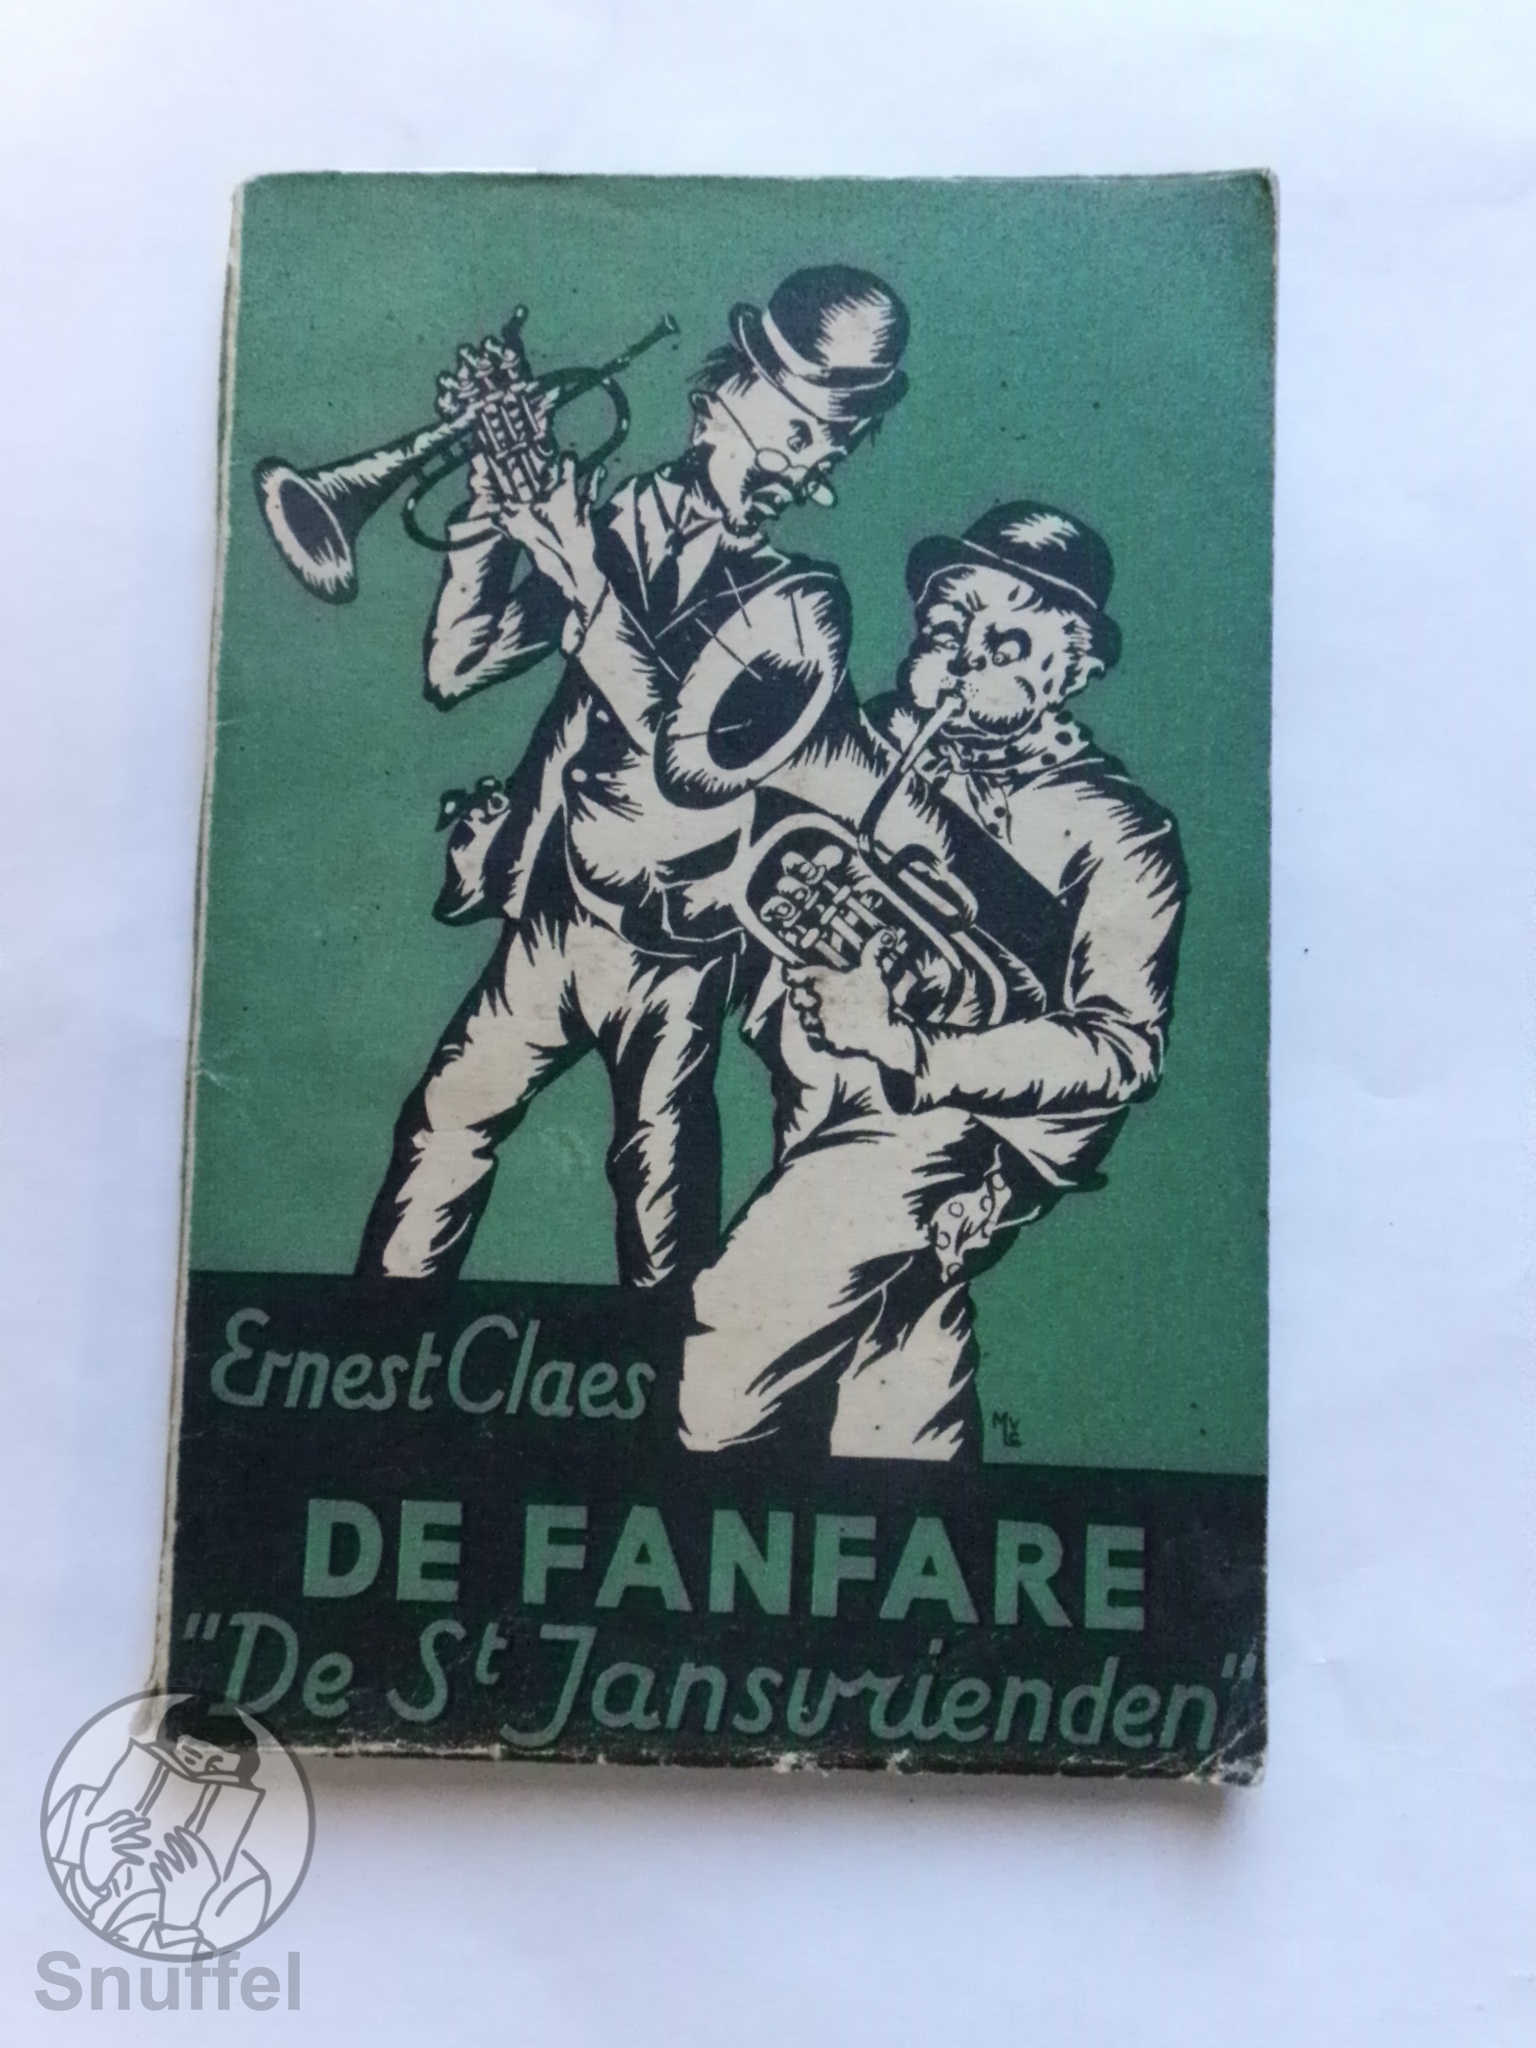 Ernest Claes
DE FANFARE
"De St Jansvrienden"
Snuffel